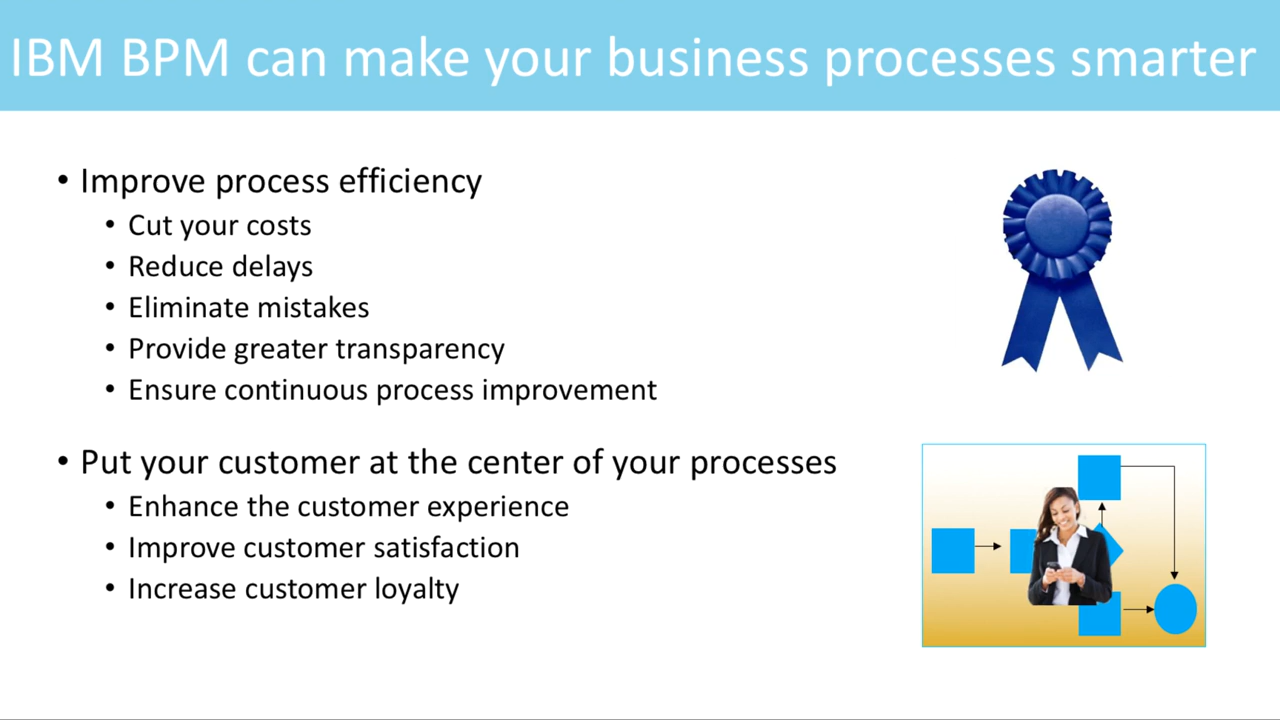 IBM BPM can make your business processes smarter
• Improve process efficiency
• Cut your costs
• Reduce delays
• Eliminate mistakes
• Provide greater transparency
• Ensure continuous process improvement
• Put your customer at the center of your processes
• Enhance the customer experience
• Improve customer satisfaction
• Increase customer loyalty